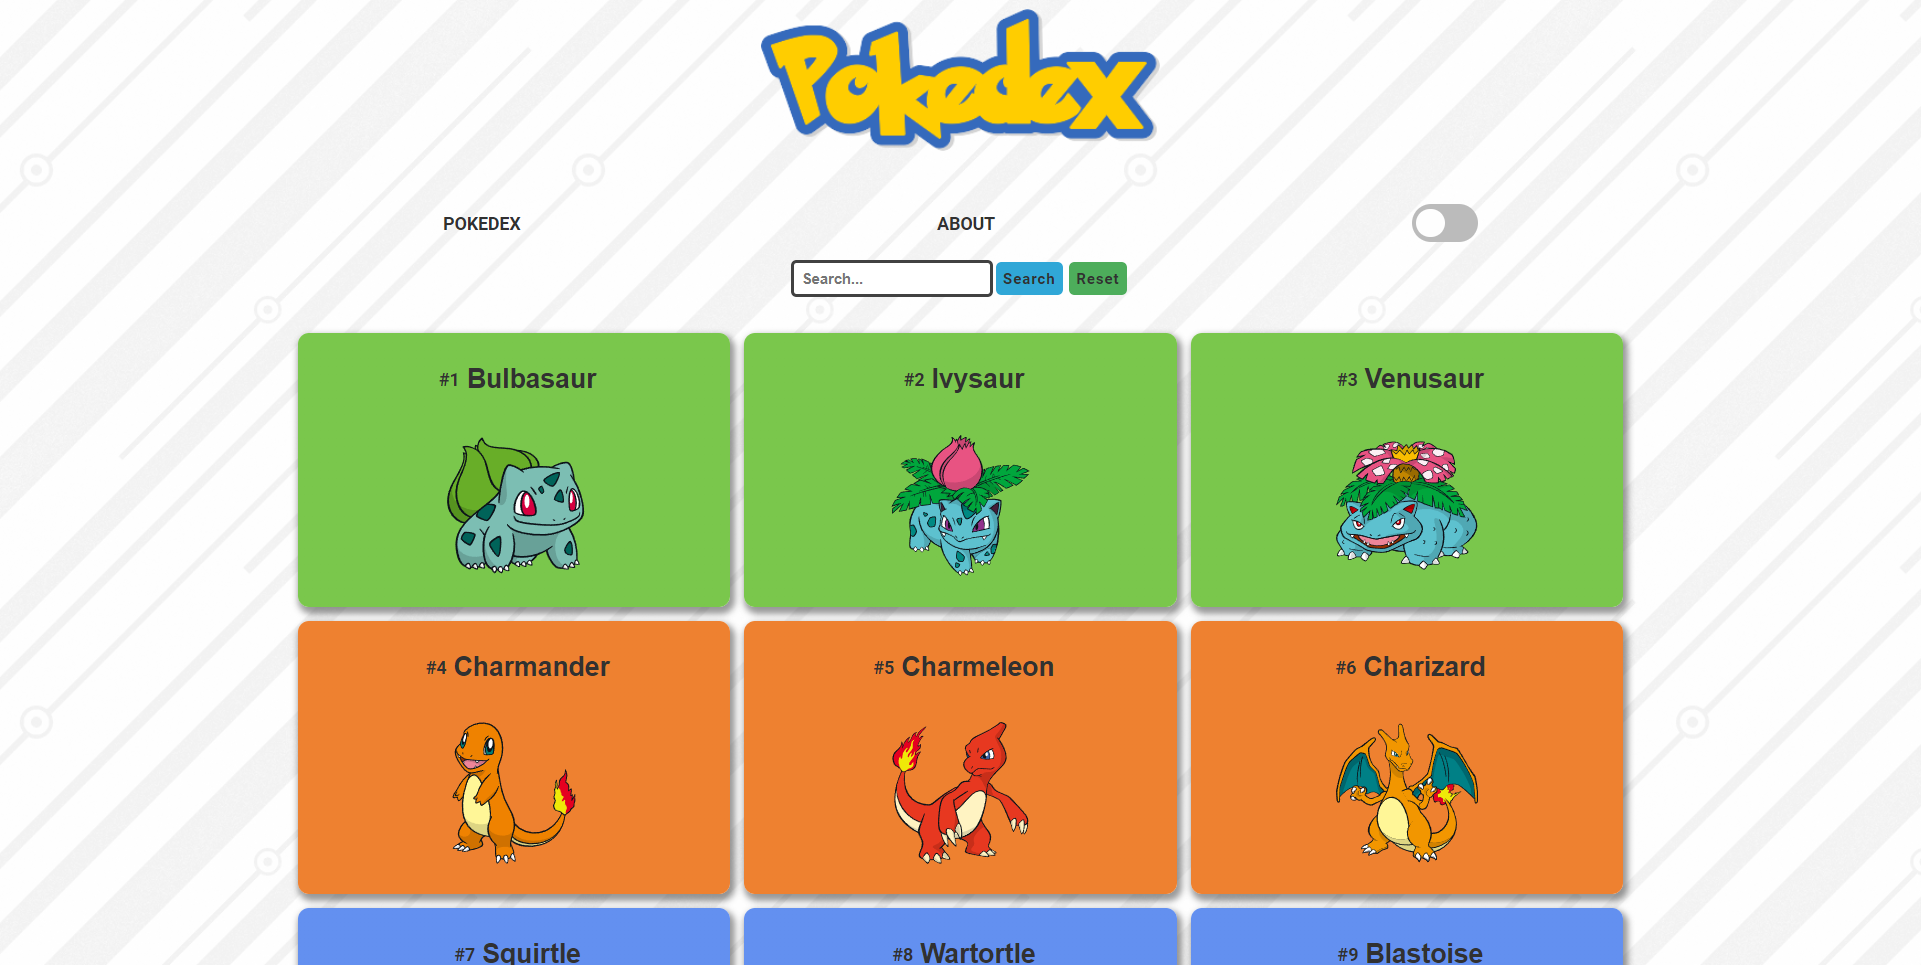 Pokedex
POKEDEX
ABOUT
Search...
Search
Reset
#1 Bulbasaur
#2 Ivysaur
#3 Venusaur
#4 Charmander
#5 Charmeleon
#6 Charizard
#7 Squirtle
#8 Wartortle
#9 Blastoise